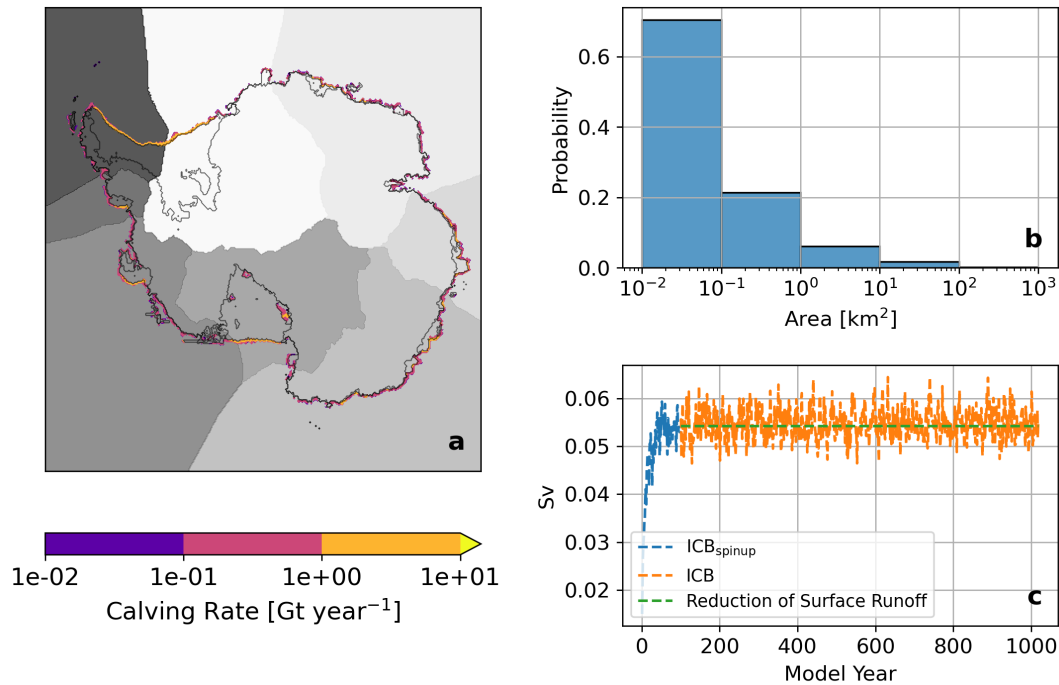 a
1e-02 1e-01 1e+00 1e+01
Calving Rate [Gt year⁻¹]
0.6
0.4
0.2
0.0
Probability
b
10⁻² 10⁻¹ 10⁰ 10¹ 10² 10³
Area [km²]
0.06
0.05
0.04
0.03
0.02
Sv
ICBspinup
ICB
Reduction of Surface Runoff
c
0 200 400 600 800 1000
Model Year